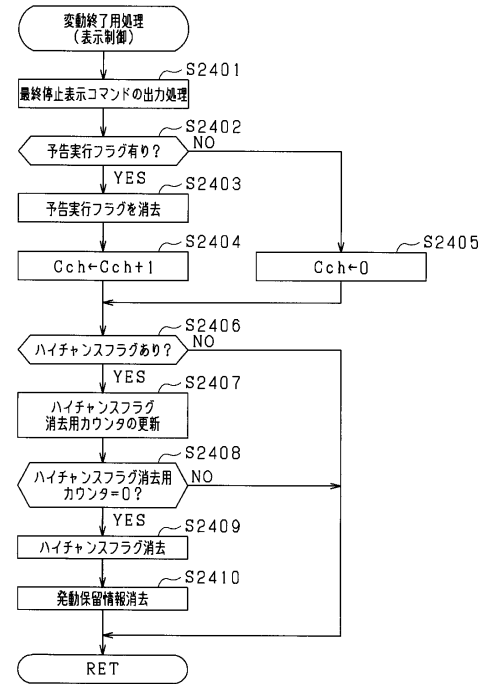 変動終了用処理
(表示制御)
S2401
最終停止表示コマンドの出力処理
S2402
予告実行フラグ有り?
NO
YES
S2403
予告実行フラグを消去
S2404
Cch←Cch+1
S2405
Cch←0
S2406
ハイチャンスフラグあり?
NO
YES
S2407
ハイチャンスフラグ
消去用カウンタの更新
S2408
ハイチャンスフラグ消去用
カウンタ=0?
NO
YES
S2409
ハイチャンスフラグ消去
S2410
発動保留情報消去
RET